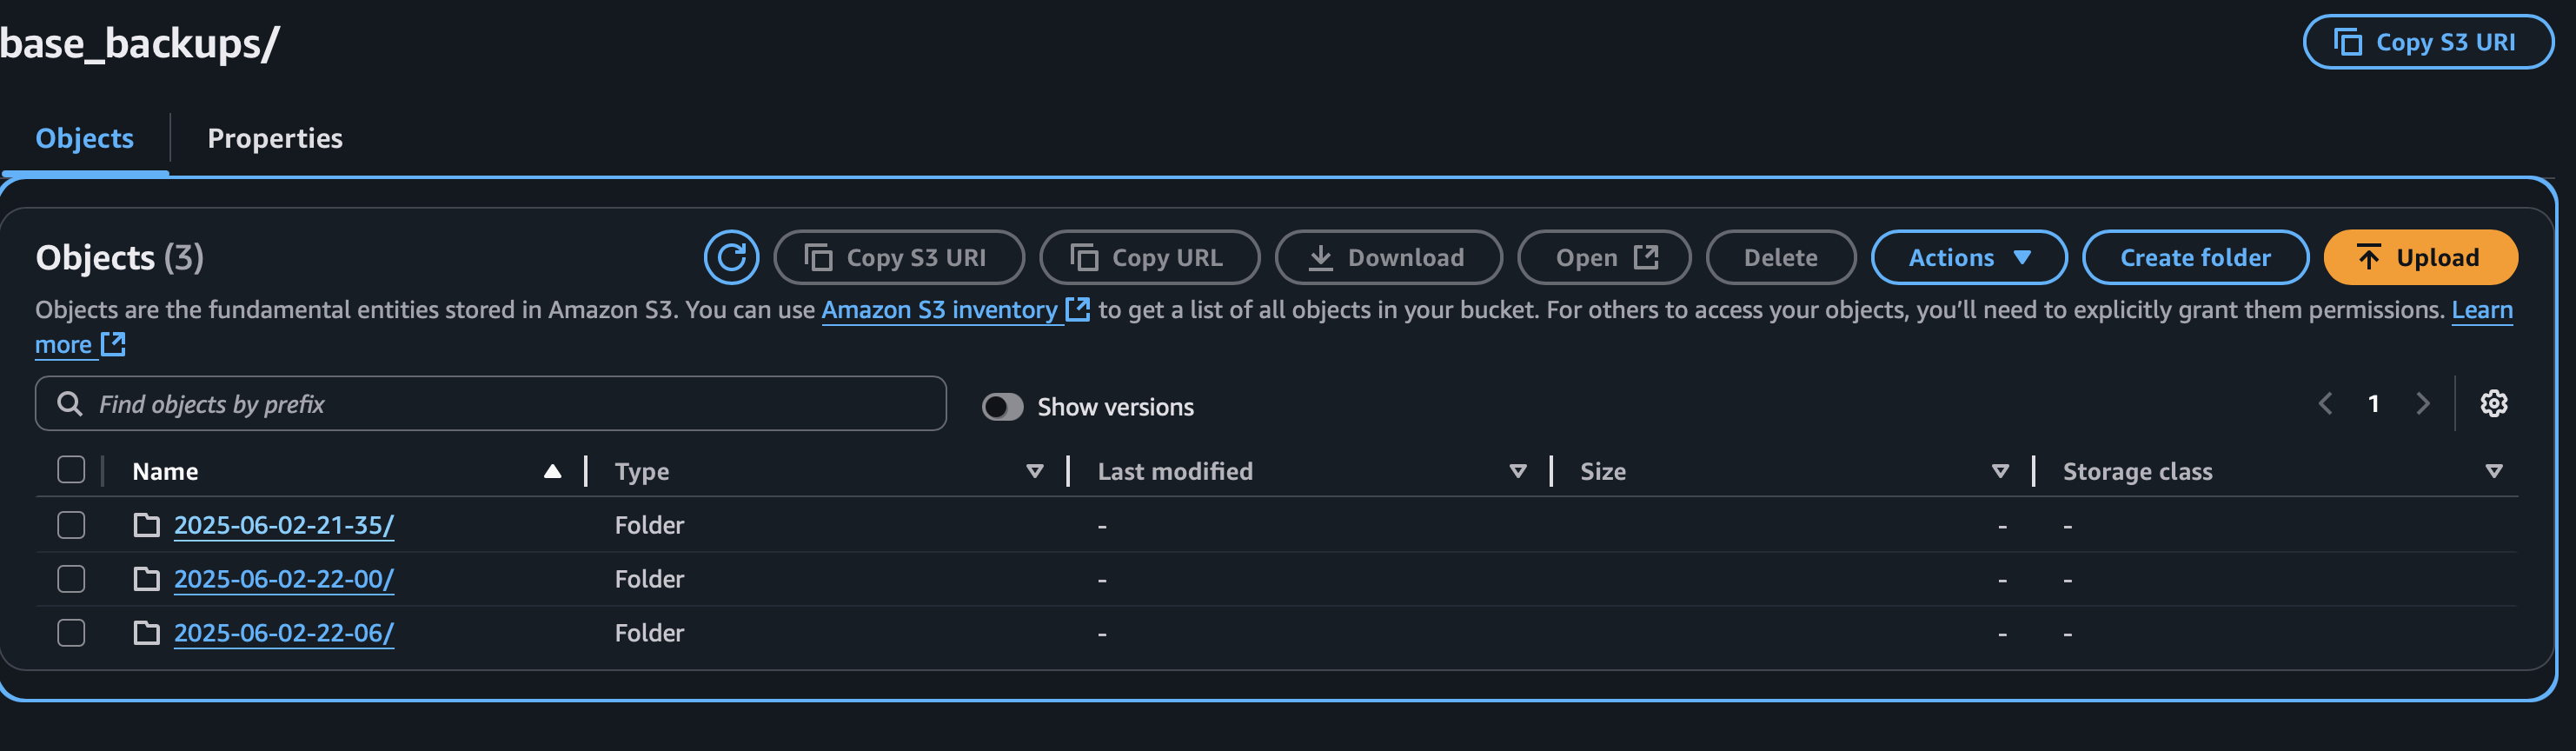 base_backups/
Copy S3 URI
Objects
Properties
Objects (3)
Copy S3 URI
Copy URL
Download
Open
Delete
Actions
Create folder
Upload
Objects are the fundamental entities stored in Amazon S3. You can use Amazon S3 inventory to get a list of all objects in your bucket. For others to access your objects, you’ll need to explicitly grant them permissions. Learn
more
Find objects by prefix
Show versions
1
Name Type Last modified Size Storage class
2025-06-02-21-35/ Folder - - -
2025-06-02-22-00/ Folder - - -
2025-06-02-22-06/ Folder - - -